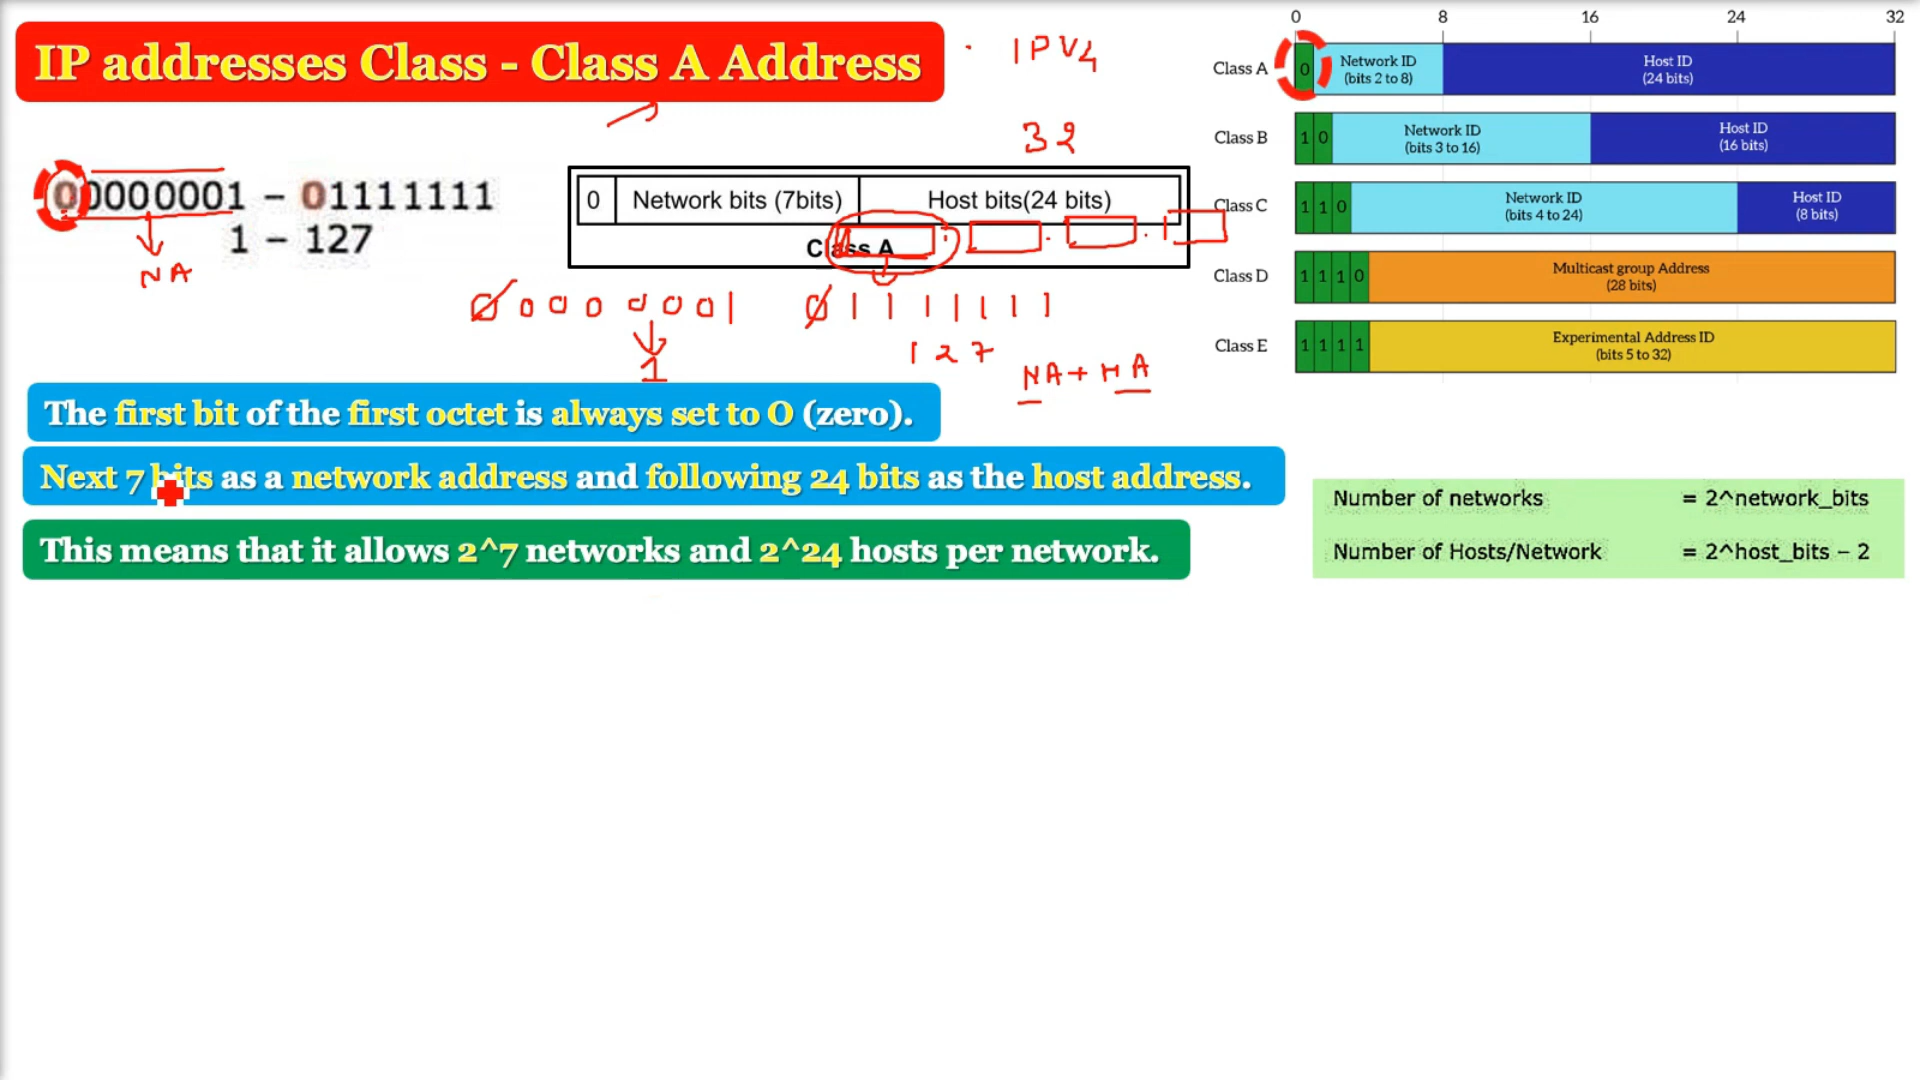 IP addresses Class - Class A Address
IPV4
32
00000001 - 01111111
1 - 127
NA
0 Network bits (7bits) Host bits(24 bits)
Class A
0 0 0 0 0 0 0 1 0 1 1 1 1 1 1 1
1
127
NA + HA
0 8 16 24 32
Class A 0 Network ID (bits 2 to 8) Host ID (24 bits)
Class B 1 0 Network ID (bits 3 to 16) Host ID (16 bits)
Class C 1 1 0 Network ID (bits 4 to 24) Host ID (8 bits)
Class D 1 1 1 0 Multicast group Address (28 bits)
Class E 1 1 1 1 Experimental Address ID (bits 5 to 32)
The first bit of the first octet is always set to 0 (zero).
Next 7 bits as a network address and following 24 bits as the host address.
This means that it allows 2^7 networks and 2^24 hosts per network.
Number of networks = 2^network_bits
Number of Hosts/Network = 2^host_bits - 2